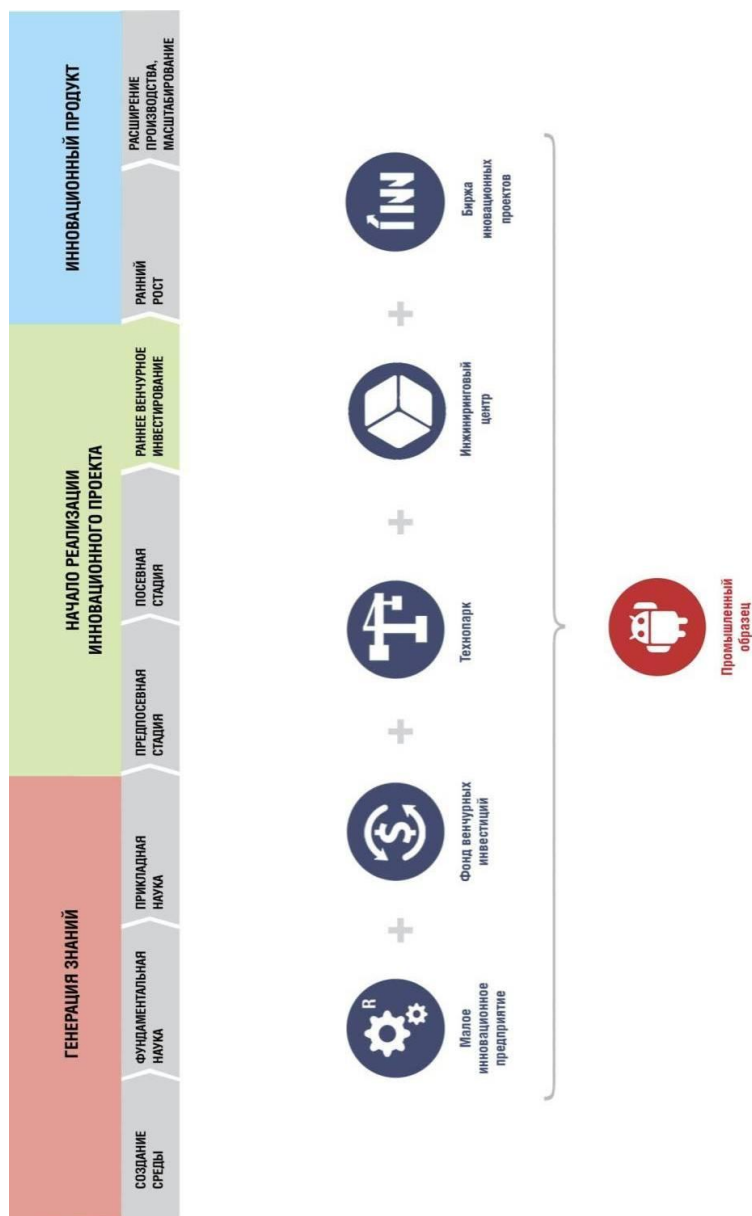 ГЕНЕРАЦИЯ ЗНАНИЙ
НАЧАЛО РЕАЛИЗАЦИИ
ИННОВАЦИОННОГО ПРОЕКТА
ИННОВАЦИОННЫЙ ПРОДУКТ
СОЗДАНИЕ
СРЕДЫ
ФУНДАМЕНТАЛЬНАЯ
НАУКА
ПРИКЛАДНАЯ
НАУКА
ПРЕДПОСЕВНАЯ
СТАДИЯ
ПОСЕВНАЯ
СТАДИЯ
РАННЕЕ ВЕНЧУРНОЕ
ИНВЕСТИРОВАНИЕ
РАННИЙ
РОСТ
РАСШИРЕНИЕ
ПРОИЗВОДСТВА,
МАСШТАБИРОВАНИЕ
R
Малое
инновационное
предприятие
+
$
Фонд венчурных
инвестиций
+
Технопарк
+
Инжиниринговый
центр
+
INN
Биржа
иновационных
проектов
Промышленный
образец